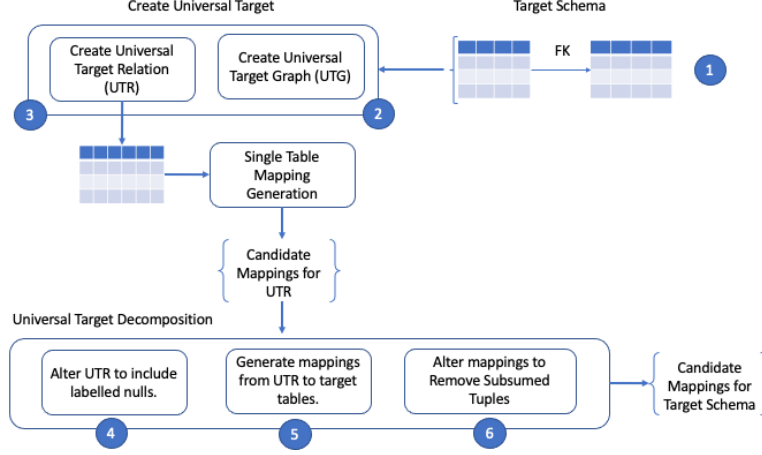 Create Universal Target
Target Schema
Create Universal
Target Relation
(UTR)
Create Universal
Target Graph (UTG)
FK
1
3
2
Single Table
Mapping
Generation
Candidate
Mappings for
UTR
Universal Target Decomposition
Alter UTR to include
labelled nulls.
Generate mappings
from UTR to target
tables.
Alter mappings to
Remove Subsumed
Tuples
Candidate
Mappings for
Target Schema
4
5
6